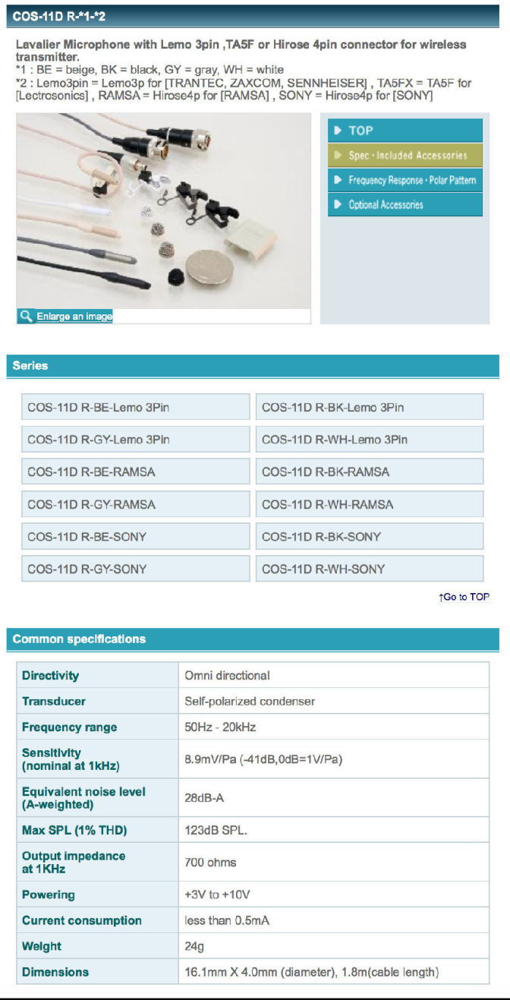 COS-11D R-*1-*2
Lavalier Microphone with Lemo 3pin ,TA5F or Hirose 4pin connector for wireless
transmitter.
*1 : BE = beige, BK = black, GY = gray, WH = white
*2 : Lemo3pin = Lemo3p for [TRANTEC, ZAXCOM, SENNHEISER] , TA5FX = TA5F for
[Lectrosonics] , RAMSA = Hirose4p for [RAMSA] , SONY = Hirose4p for [SONY]
TOP
Spec・Included Accessories
Frequency Response・Polar Pattern
Optional Accessories
Enlarge an image
Series
COS-11D R-BE-Lemo 3Pin COS-11D R-BK-Lemo 3Pin
COS-11D R-GY-Lemo 3Pin COS-11D R-WH-Lemo 3Pin
COS-11D R-BE-RAMSA COS-11D R-BK-RAMSA
COS-11D R-GY-RAMSA COS-11D R-WH-RAMSA
COS-11D R-BE-SONY COS-11D R-BK-SONY
COS-11D R-GY-SONY COS-11D R-WH-SONY
↑Go to TOP
Common specifications
Directivity Omni directional
Transducer Self-polarized condenser
Frequency range 50Hz - 20kHz
Sensitivity
(nominal at 1kHz) 8.9mV/Pa (-41dB,0dB=1V/Pa)
Equivalent noise level
(A-weighted) 28dB-A
Max SPL (1% THD) 123dB SPL.
Output impedance
at 1KHz 700 ohms
Powering +3V to +10V
Current consumption less than 0.5mA
Weight 24g
Dimensions 16.1mm X 4.0mm (diameter), 1.8m(cable length)